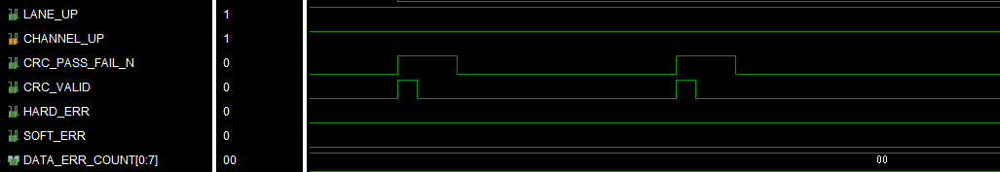 LANE_UP 1
CHANNEL_UP 1
CRC_PASS_FAIL_N 0
CRC_VALID 0
HARD_ERR 0
SOFT_ERR 0
DATA_ERR_COUNT[0:7] 00 00